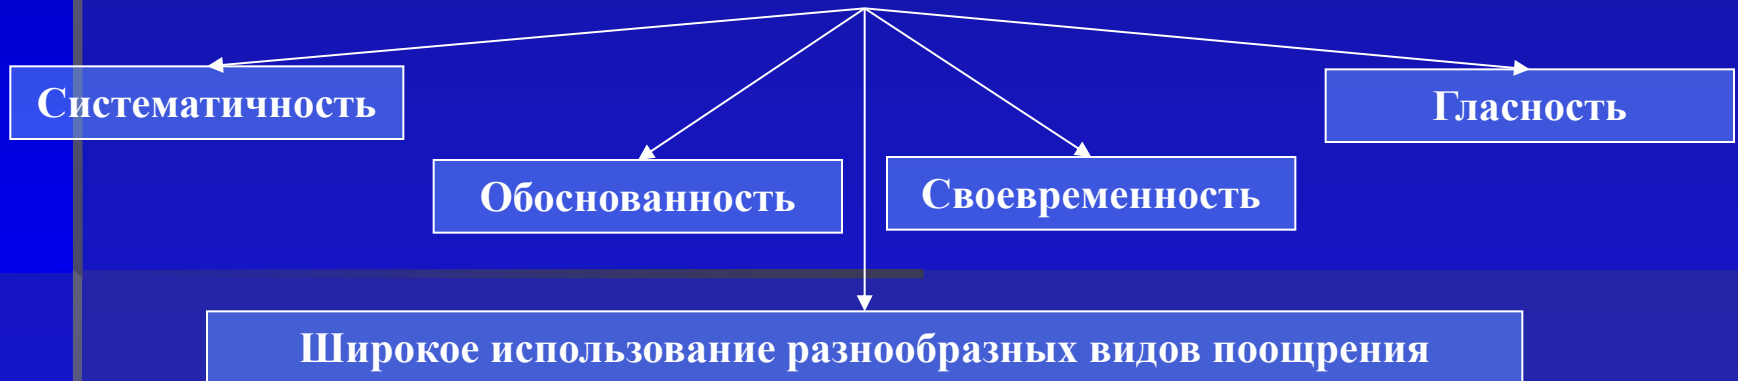 Систематичность
Гласность
Обоснованность
Своевременность
Широкое использование разнообразных видов поощрения